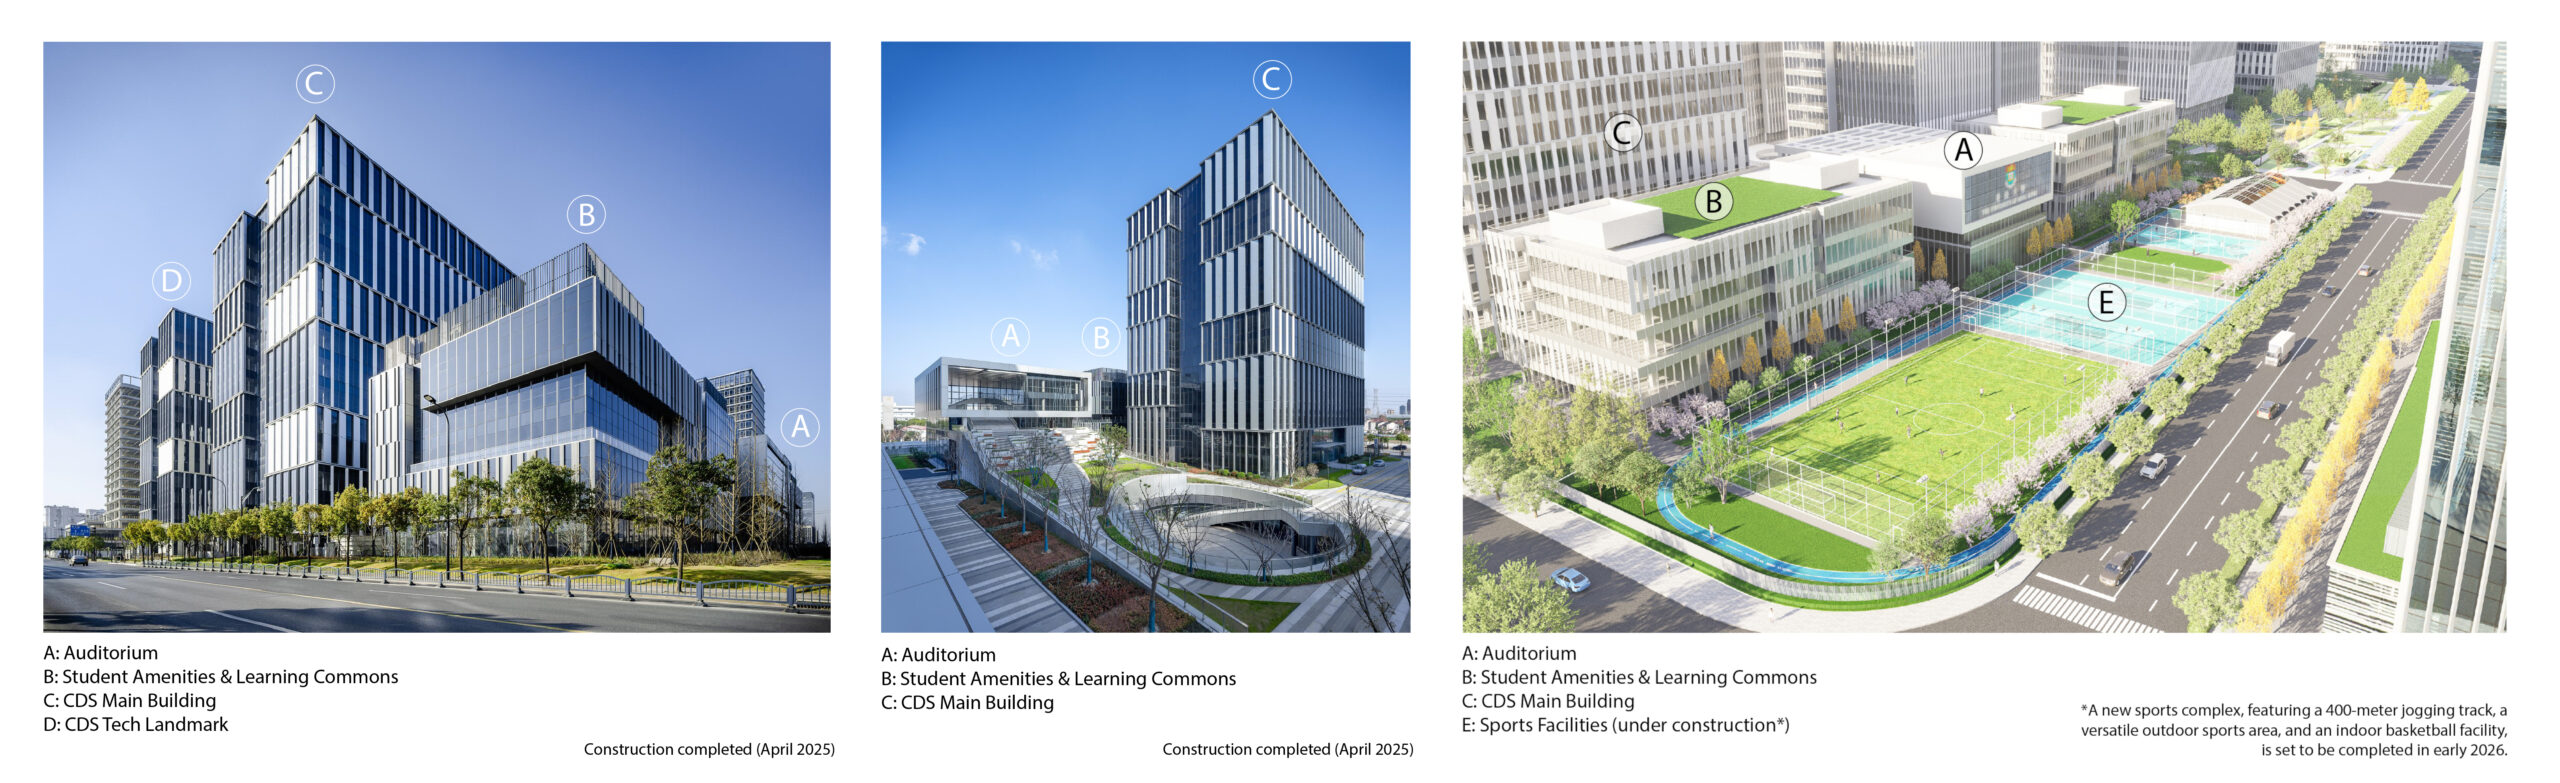 C
B
D
A
A: Auditorium
B: Student Amenities & Learning Commons
C: CDS Main Building
D: CDS Tech Landmark
Construction completed (April 2025)
C
A
B
A: Auditorium
B: Student Amenities & Learning Commons
C: CDS Main Building
Construction completed (April 2025)
C
A
B
E
A: Auditorium
B: Student Amenities & Learning Commons
C: CDS Main Building
E: Sports Facilities (under construction*)
*A new sports complex, featuring a 400-meter jogging track, a
versatile outdoor sports area, and an indoor basketball facility,
is set to be completed in early 2026.